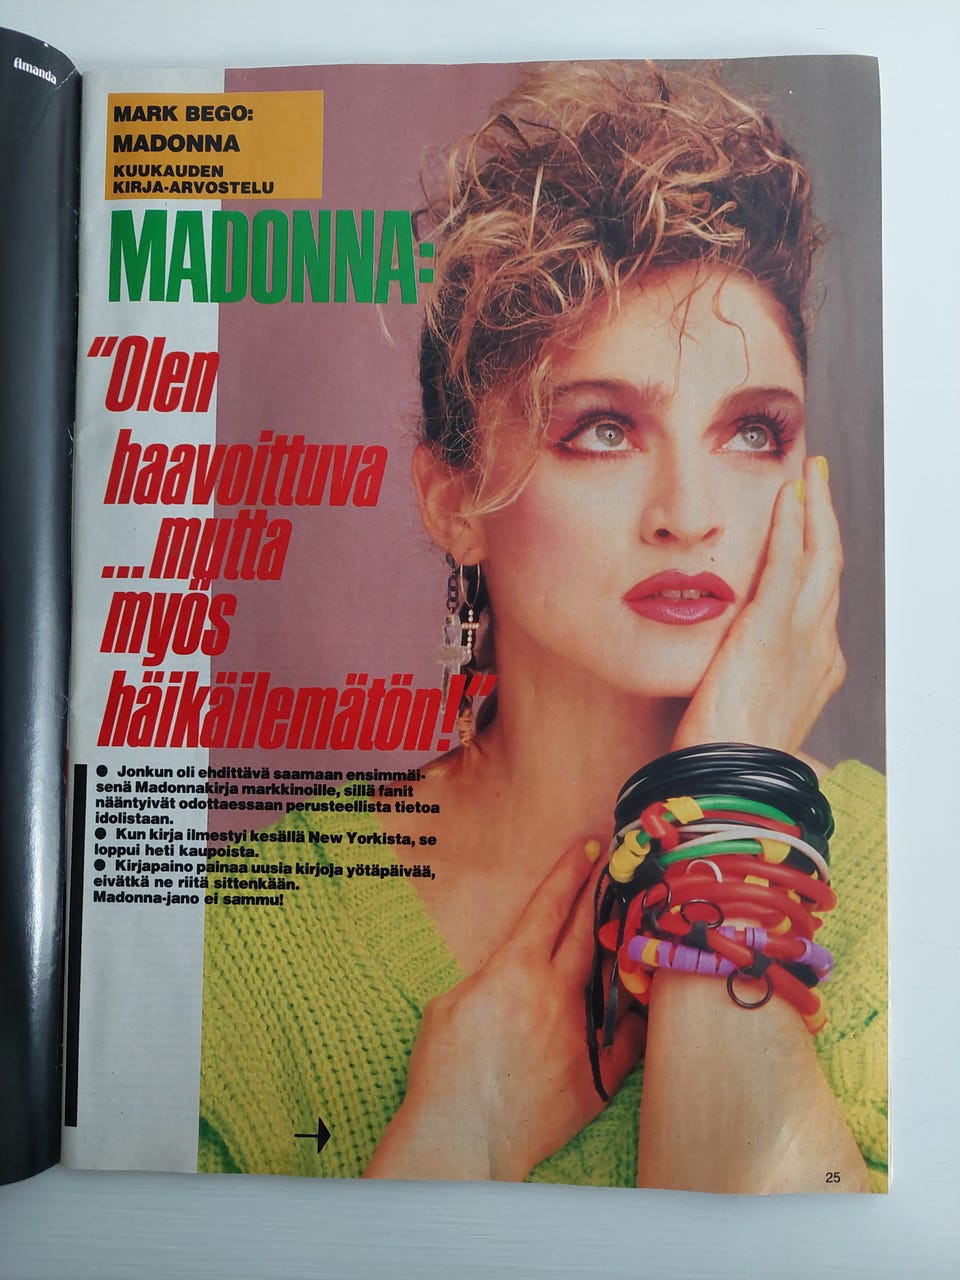 Amanda
MARK BEGO:
MADONNA
KUUKAUDEN
KIRJA-ARVOSTELU
MADONNA:
"Olen
haavoittuva
...mutta
myös
häikäilemätön!"
● Jonkun oli ehdittävä saamaan ensimmäi-
senä Madonnakirja markkinoille, sillä fanit
nääntyivät odottaessaan perusteellista tietoa
idolistaan.
● Kun kirja ilmestyi kesällä New Yorkista, se
loppui heti kaupoista.
● Kirjapaino painaa uusia kirjoja yötäpäivää,
eivätkä ne riitä sittenkään.
Madonna-jano ei sammu!
25